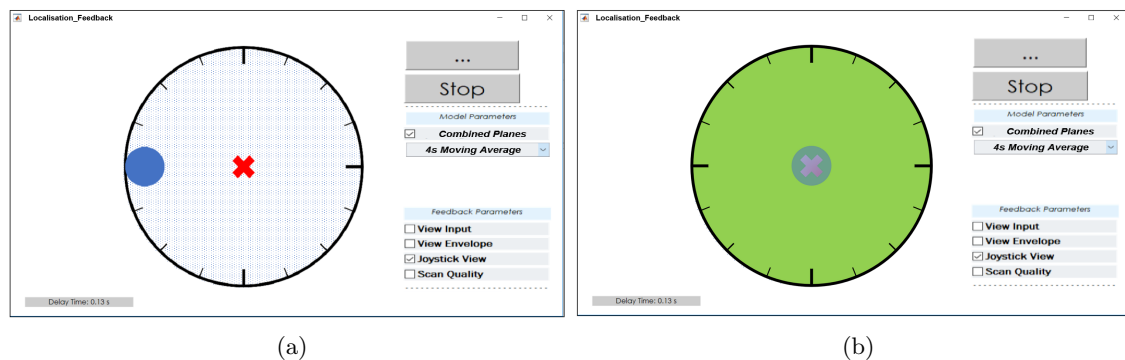 Localisation_Feedback
...
Stop
Model Parameters
Combined Planes
4s Moving Average
Feedback Parameters
View Input
View Envelope
Joystick View
Scan Quality
Delay Time: 0.13 s
(a)
Localisation_Feedback
...
Stop
Model Parameters
Combined Planes
4s Moving Average
Feedback Parameters
View Input
View Envelope
Joystick View
Scan Quality
Delay Time: 0.13 s
(b)